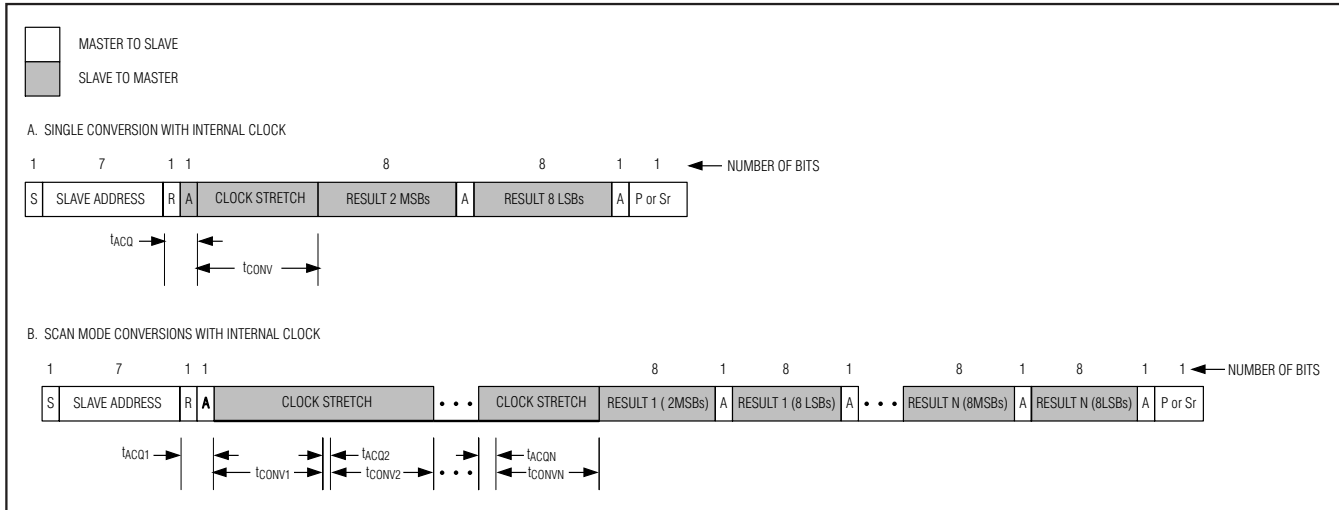 MASTER TO SLAVE
SLAVE TO MASTER
A. SINGLE CONVERSION WITH INTERNAL CLOCK
1 7 1 1 8 8 1 1 NUMBER OF BITS
S SLAVE ADDRESS R A CLOCK STRETCH RESULT 2 MSBs A RESULT 8 LSBs A P or Sr
tACQ
tCONV
B. SCAN MODE CONVERSIONS WITH INTERNAL CLOCK
1 7 1 1 8 1 8 1 8 1 8 1 1 NUMBER OF BITS
S SLAVE ADDRESS R A CLOCK STRETCH • • • CLOCK STRETCH RESULT 1 ( 2MSBs) A RESULT 1 (8 LSBs) A • • • RESULT N (8MSBs) A RESULT N (8LSBs) A P or Sr
tACQ1 tACQ2 tACQN
tCONV1 tCONV2 • • • tCONVN